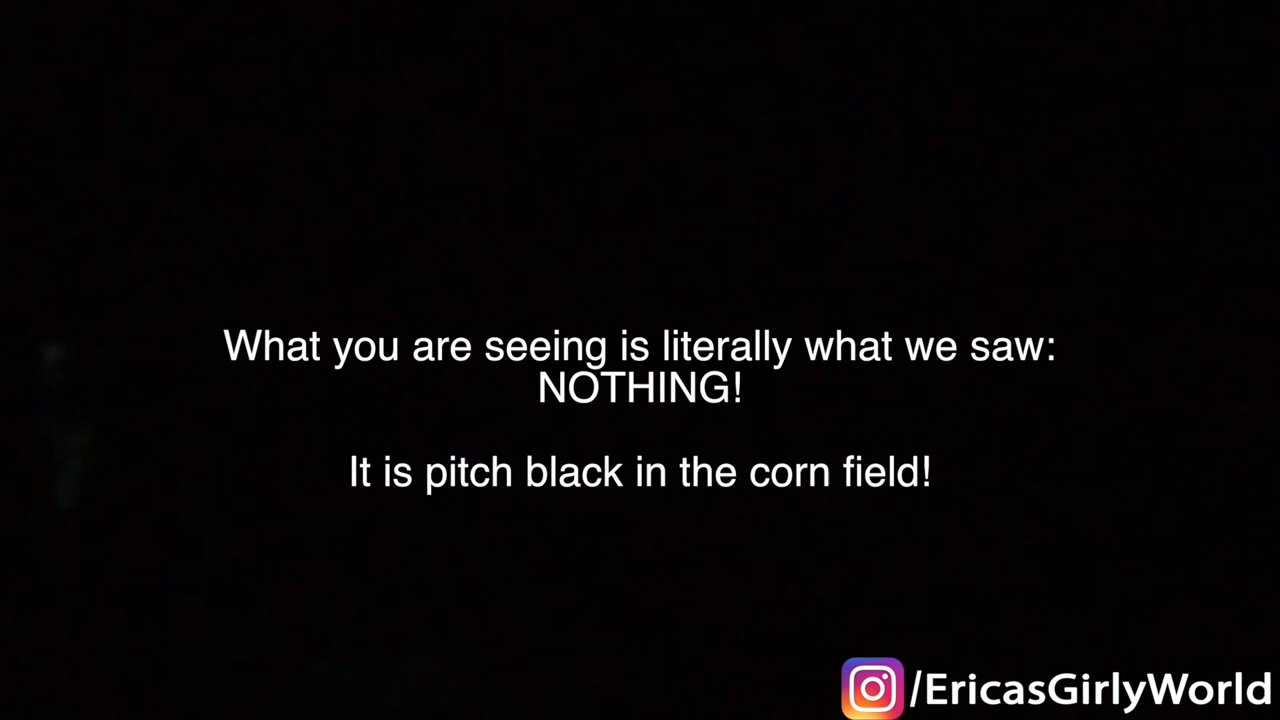 What you are seeing is literally what we saw:
NOTHING!
It is pitch black in the corn field!
/EricasGirlyWorld